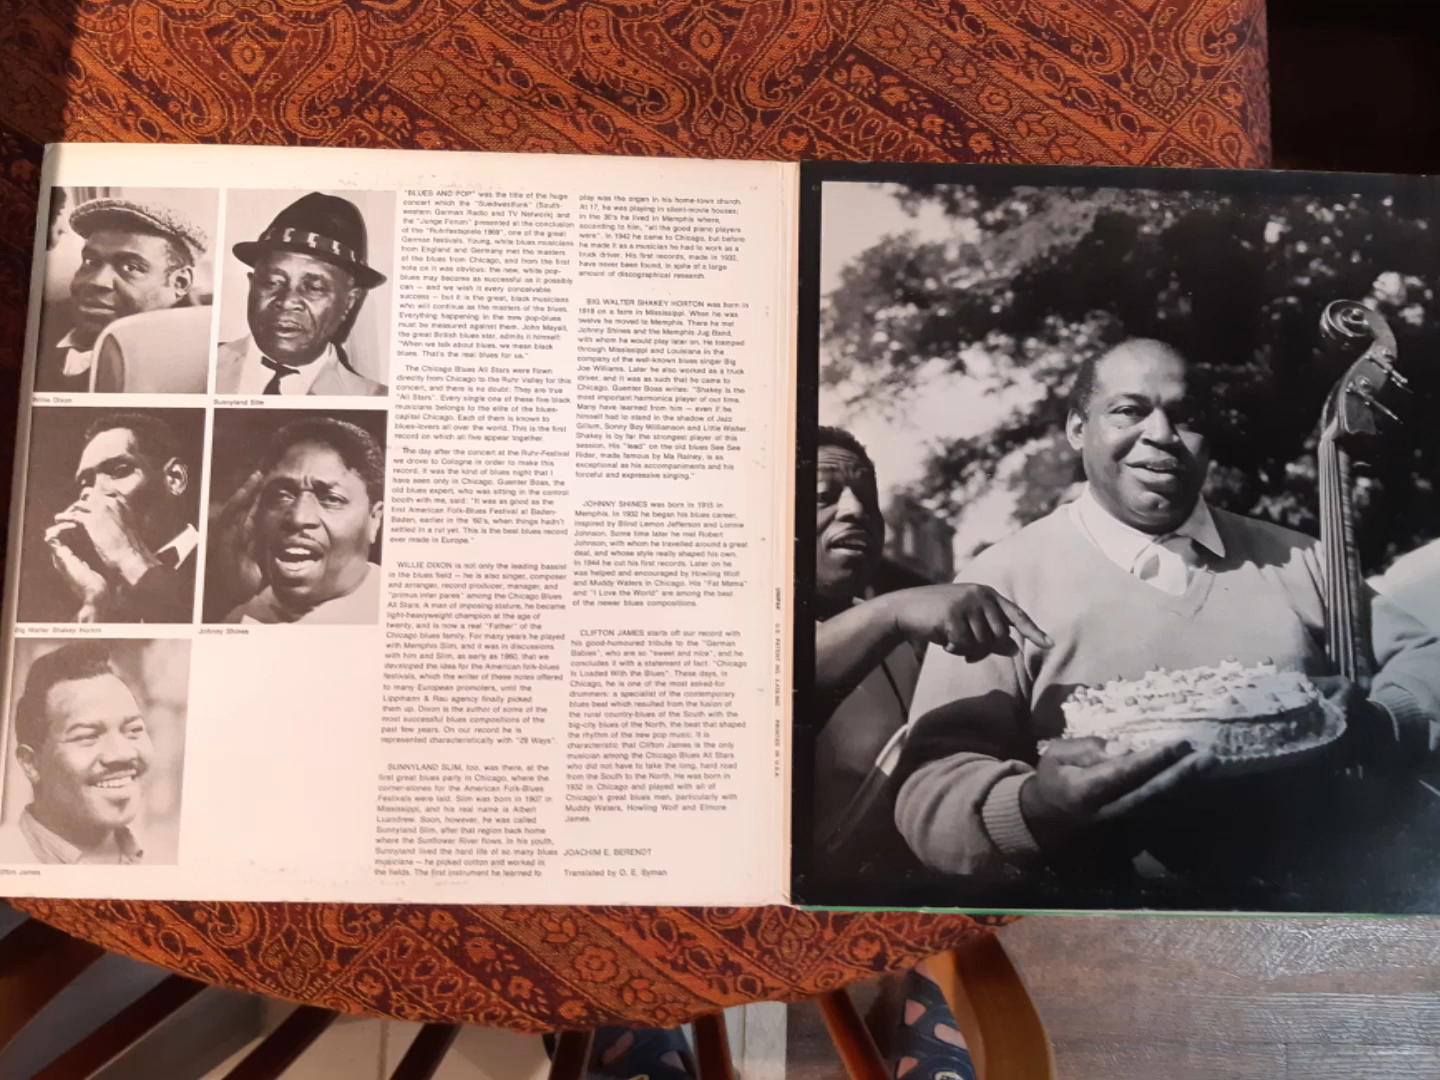 Willie Dixon
Sunnyland Slim
Big Walter Shakey Horton
Johnny Shines
Clifton James
"BLUES AND POP" was the title of the huge
concert which the "Suedwestfunk" (South-
western German Radio and TV Network) and
the "Junge Forum" presented at the conclusion
of the "Ruhrfestspiele 1969", one of the great
German festivals. Young, white blues musicians
from England and Germany met the masters
of the blues from Chicago, and from the first
note on it was obvious: the new, white pop-
blues may become as successful as it possibly
can — and we wish it every conceivable
success — but it is the great, black musicians
who will continue as the masters of the blues.
Everything happening in the new pop-blues
must be measured against them. John Mayall,
the great British blues star, admits it himself:
"When we talk about blues, we mean black
blues. That's the real blues for us."
The Chicago Blues All Stars were flown
directly from Chicago to the Ruhr Valley for this
concert, and there is no doubt: They are true
"All Stars". Every single one of these five black
musicians belongs to the elite of the blues-
capital Chicago. Each of them is known to
blues-lovers all over the world. This is the first
record on which all five appear together.
The day after the concert at the Ruhr-Festival
we drove to Cologne in order to make this
record. It was the kind of blues night that I
have seen only in Chicago. Guenter Boas, the
old blues expert, who was sitting in the control
booth with me, said: "It was as good as the
first American Folk-Blues Festival at Baden-
Baden, earlier in the '60's, when things hadn't
settled in a rut yet. This is the best blues record
ever made in Europe."
WILLIE DIXON is not only the leading bassist
in the blues field — he is also singer, composer
and arranger, record producer, manager, and
"primus inter pares" among the Chicago Blues
All Stars. A man of imposing stature, he became
light-heavyweight champion at the age of
twenty, and is now a real "Father" of the
Chicago blues family. For many years he played
with Memphis Slim, and it was in discussions
with him and Slim, as early as 1960, that we
developed the idea for the American folk-blues
festivals, which the writer of these notes offered
to many European promoters, until the
Lippmann & Rau agency finally picked
them up. Dixon is the author of some of the
most successful blues compositions of the
past few years. On our record he is
represented characteristically with "29 Ways".
SUNNYLAND SLIM, too, was there, at the
first great blues party in Chicago, where the
corner-stones for the American Folk-Blues
Festivals were laid. Slim was born in 1907 in
Mississippi, and his real name is Albert
Luandrew. Soon, however, he was called
Sunnyland Slim, after that region back home
where the Sunflower River flows. In his youth,
Sunnyland lived the hard life of so many blues
musicians — he picked cotton and worked in
the fields. The first instrument he learned to
play was the organ in his home-town church.
At 17, he was playing in silent-movie houses;
in the 30's he lived in Memphis where,
according to him, "all the good piano players
were". In 1942 he came to Chicago, but before
he made it as a musician he had to work as a
truck driver. His first records, made in 1932,
have never been found, in spite of a large
amount of discographical research.
BIG WALTER SHAKEY HORTON was born in
1918 on a farm in Mississippi. When he was
twelve he moved to Memphis. There he met
Johnny Shines and the Memphis Jug Band,
with whom he would play later on. He tramped
through Mississippi and Louisiana in the
company of the well-known blues singer Big
Joe Williams. Later he also worked as a truck
driver, and it was as such that he came to
Chicago. Guenter Boas writes: "Shakey is the
most important harmonica player of our time.
Many have learned from him — even if he
himself had to stand in the shadow of Jazz
Gillum, Sonny Boy Williamson and Little Walter.
Shakey is by far the strongest player of this
session. His "lead" on the old blues See See
Rider, made famous by Ma Rainey, is as
exceptional as his accompaniments and his
forceful and expressive singing."
JOHNNY SHINES was born in 1915 in
Memphis. In 1932 he began his blues career,
inspired by Blind Lemon Jefferson and Lonnie
Johnson. Some time later he met Robert
Johnson, with whom he travelled around a great
deal, and whose style really shaped his own.
In 1944 he cut his first records. Later on he
was helped and encouraged by Howling Wolf
and Muddy Waters in Chicago. His "Fat Mama"
and "I Love the World" are among the best
of the newer blues compositions.
CLIFTON JAMES starts off our record with
his good-humoured tribute to the "German
Babies", who are so "sweet and nice", and he
concludes it with a statement of fact. "Chicago
Is Loaded With the Blues". These days, in
Chicago, he is one of the most asked-for
drummers: a specialist of the contemporary
blues beat which resulted from the fusion of
the rural country-blues of the South with the
big-city blues of the North, the beat that shaped
the rhythm of the new pop music. It is
characteristic that Clifton James is the only
musician among the Chicago Blues All Stars
who did not have to take the long, hard road
from the South to the North. He was born in
1932 in Chicago and played with all of
Chicago's great blues men, particularly with
Muddy Waters, Howling Wolf and Elmore
James.
JOACHIM E. BERENDT
Translated by O. E. Eyman
UNIPAK U.S. PATENT NO. PRINTED IN U.S.A.